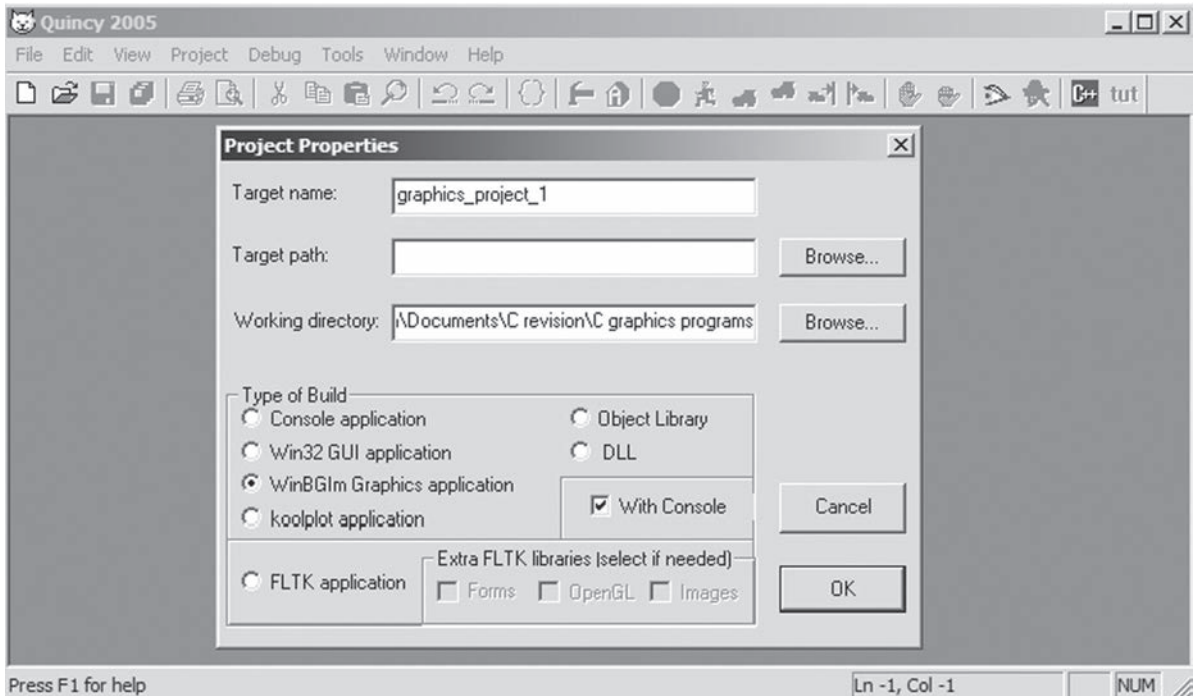 Quincy 2005
File Edit View Project Debug Tools Window Help
C++ tut
Project Properties
Target name: graphics_project_1
Target path: Browse...
Working directory: \Documents\C revision\C graphics programs Browse...
Type of Build
Console application Object Library
Win32 GUI application DLL
WinBGIm Graphics application
With Console Cancel
koolplot application
Extra FLTK libraries (select if needed)
FLTK application Forms OpenGL Images OK
Press F1 for help Ln -1, Col -1 NUM